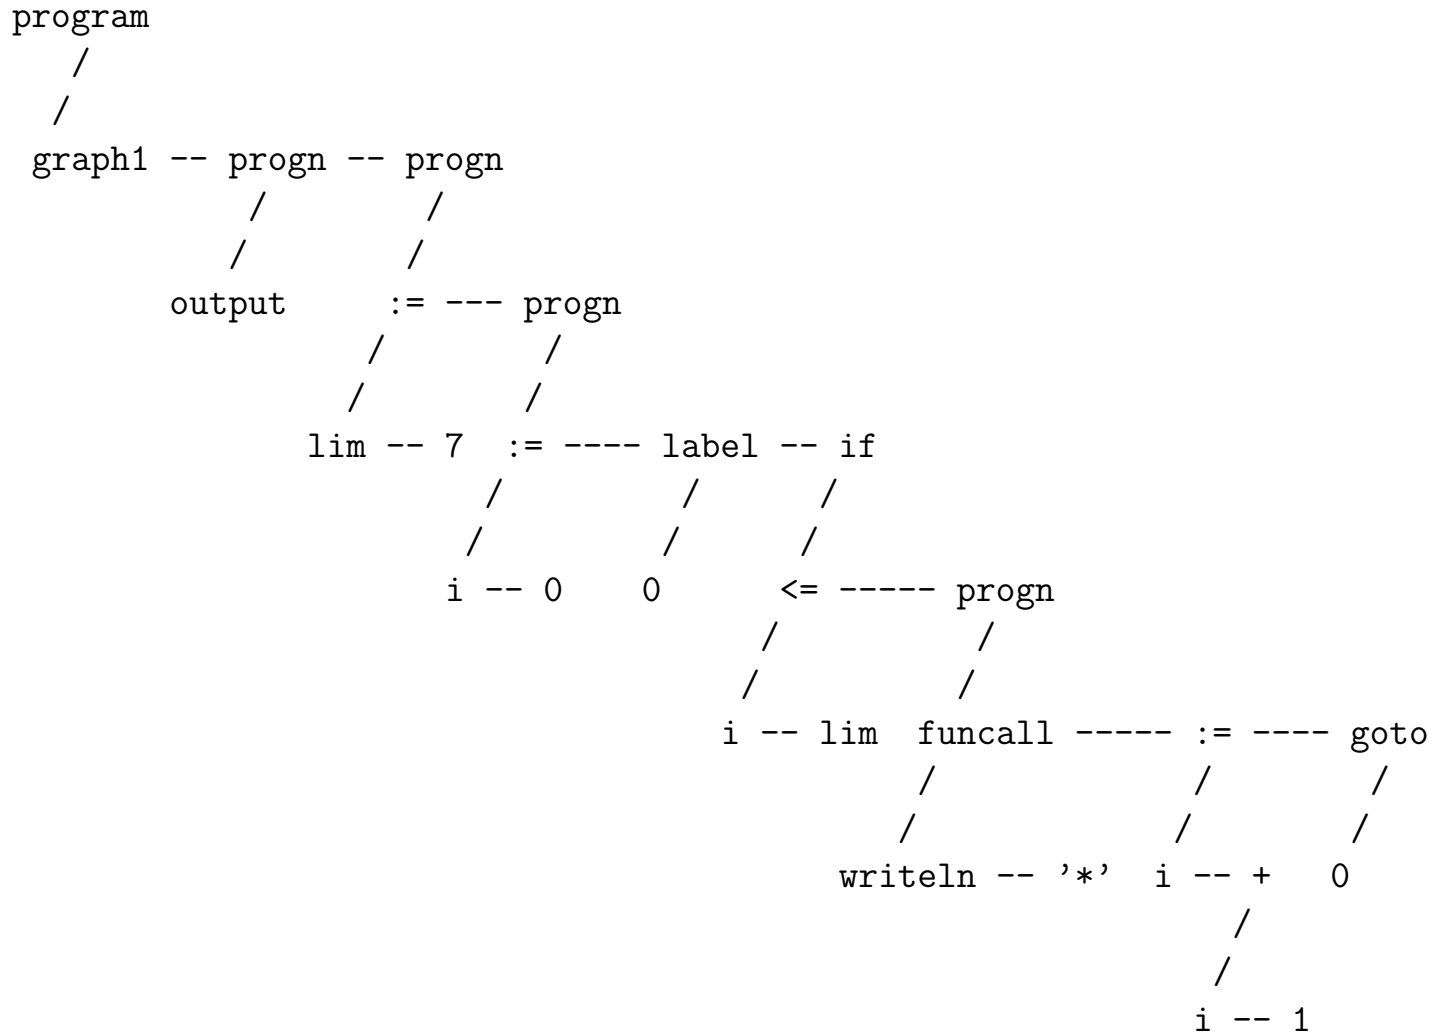 program
/
/
graph1 -- progn -- progn
/ /
/ /
output := --- progn
/ /
/ /
lim -- 7 := ---- label -- if
/ / /
/ / /
i -- 0 0 <= ----- progn
/ /
/ /
i -- lim funcall ----- := ---- goto
/ / /
/ / /
writeln -- ’*’ i -- + 0
/
/
i -- 1